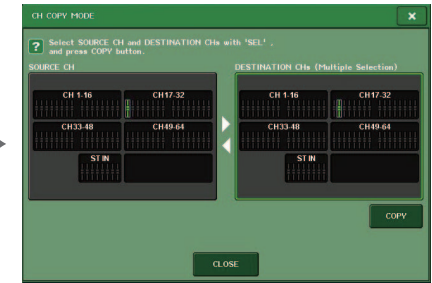 CH COPY MODE
Select SOURCE CH and DESTINATION CHs with 'SEL' ,
and press COPY button.
SOURCE CH
DESTINATION CHs (Multiple Selection)
CH 1-16
CH17-32
CH33-48
CH49-64
ST IN
CH 1-16
CH17-32
CH33-48
CH49-64
ST IN
COPY
CLOSE